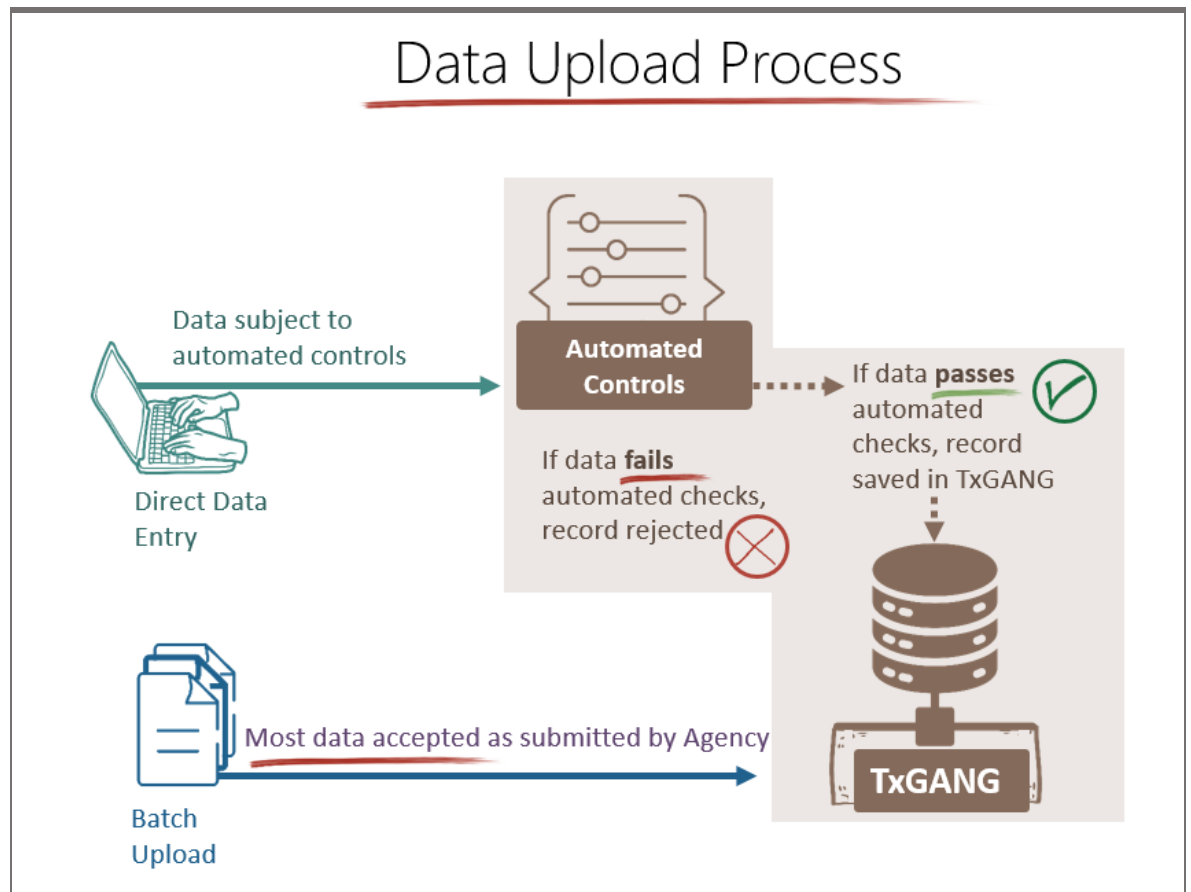 Data Upload Process
Data subject to
automated controls
Automated
Controls
If data passes
automated
checks, record
saved in TxGANG
If data fails
automated checks,
record rejected
Direct Data
Entry
Most data accepted as submitted by Agency
TxGANG
Batch
Upload